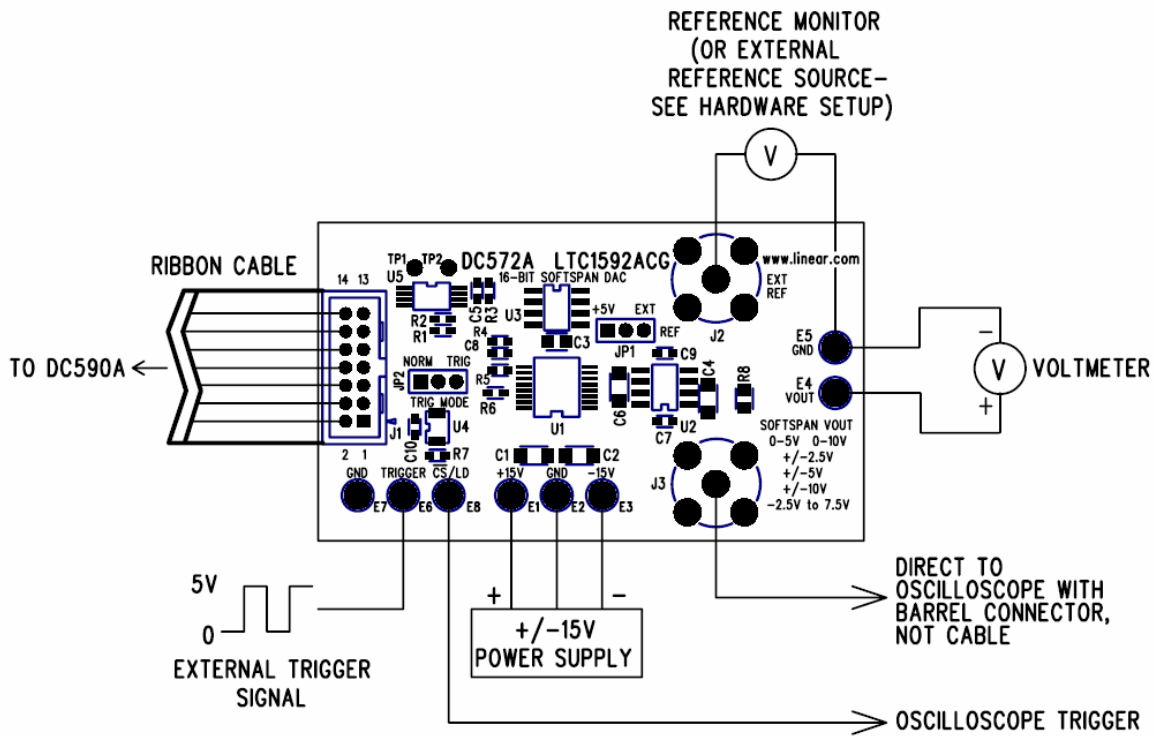 REFERENCE MONITOR
(OR EXTERNAL
REFERENCE SOURCE-
SEE HARDWARE SETUP)
V
RIBBON CABLE
14 13
TO DC590A
2 1
J1
TP1 TP2
U5
DC572A LTC1592ACG
16-BIT SOFTSPAN DAC
www.linear.com
EXT
REF
J2
C5
R3
U3
R2
R1
R4
C8
C3
+5V EXT
REF
JP1
C9
NORM TRIG
JP2
TRIG MODE
R5
R6
U1
C6
C4
R8
U2
C7
C10
U4
R7
C1
C2
E5
GND
E4
VOUT
SOFTSPAN VOUT
0-5V 0-10V
+/-2.5V
+/-5V
+/-10V
-2.5V to 7.5V
J3
GND
E7
TRIGGER
E6
CS/LD
E8
+15V
E1
GND
E2
-15V
E3
-
V
+
VOLTMETER
5V
0
EXTERNAL TRIGGER
SIGNAL
+ -
+/-15V
POWER SUPPLY
DIRECT TO
OSCILLOSCOPE WITH
BARREL CONNECTOR,
NOT CABLE
OSCILLOSCOPE TRIGGER